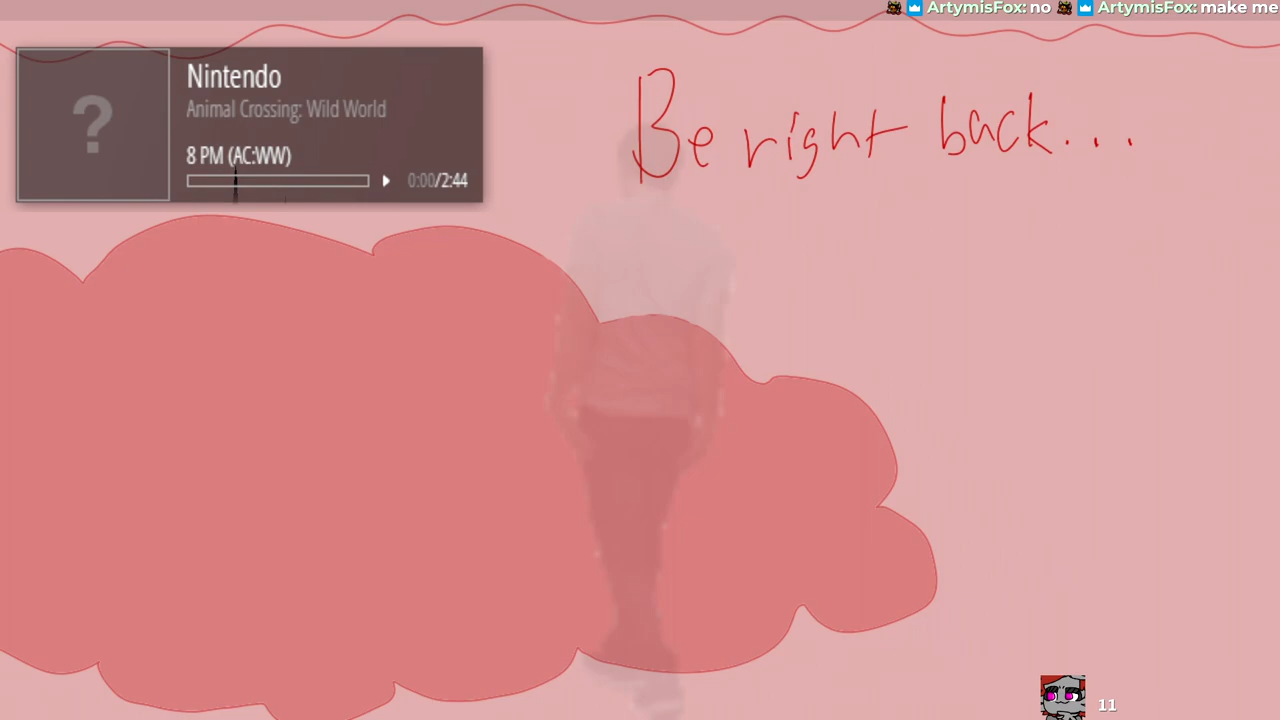 ArtymisFox: no ArtymisFox: make me
Nintendo
Animal Crossing: Wild World
?
8 PM (AC:WW)
0:00/2:44
Be right back...
11